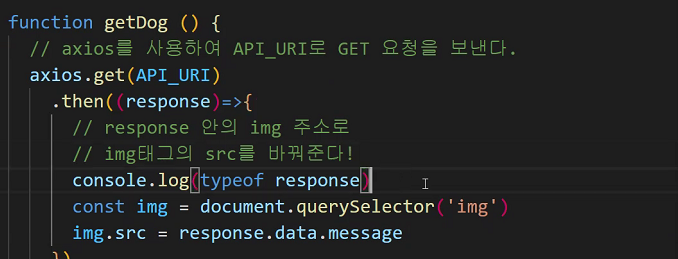 function getDog () {
// axios를 사용하여 API_URI로 GET 요청을 보낸다.
axios.get(API_URI)
.then((response)=>{
// response 안의 img 주소로
// img태그의 src를 바꿔준다!
console.log(typeof response)
const img = document.querySelector('img')
img.src = response.data.message
})